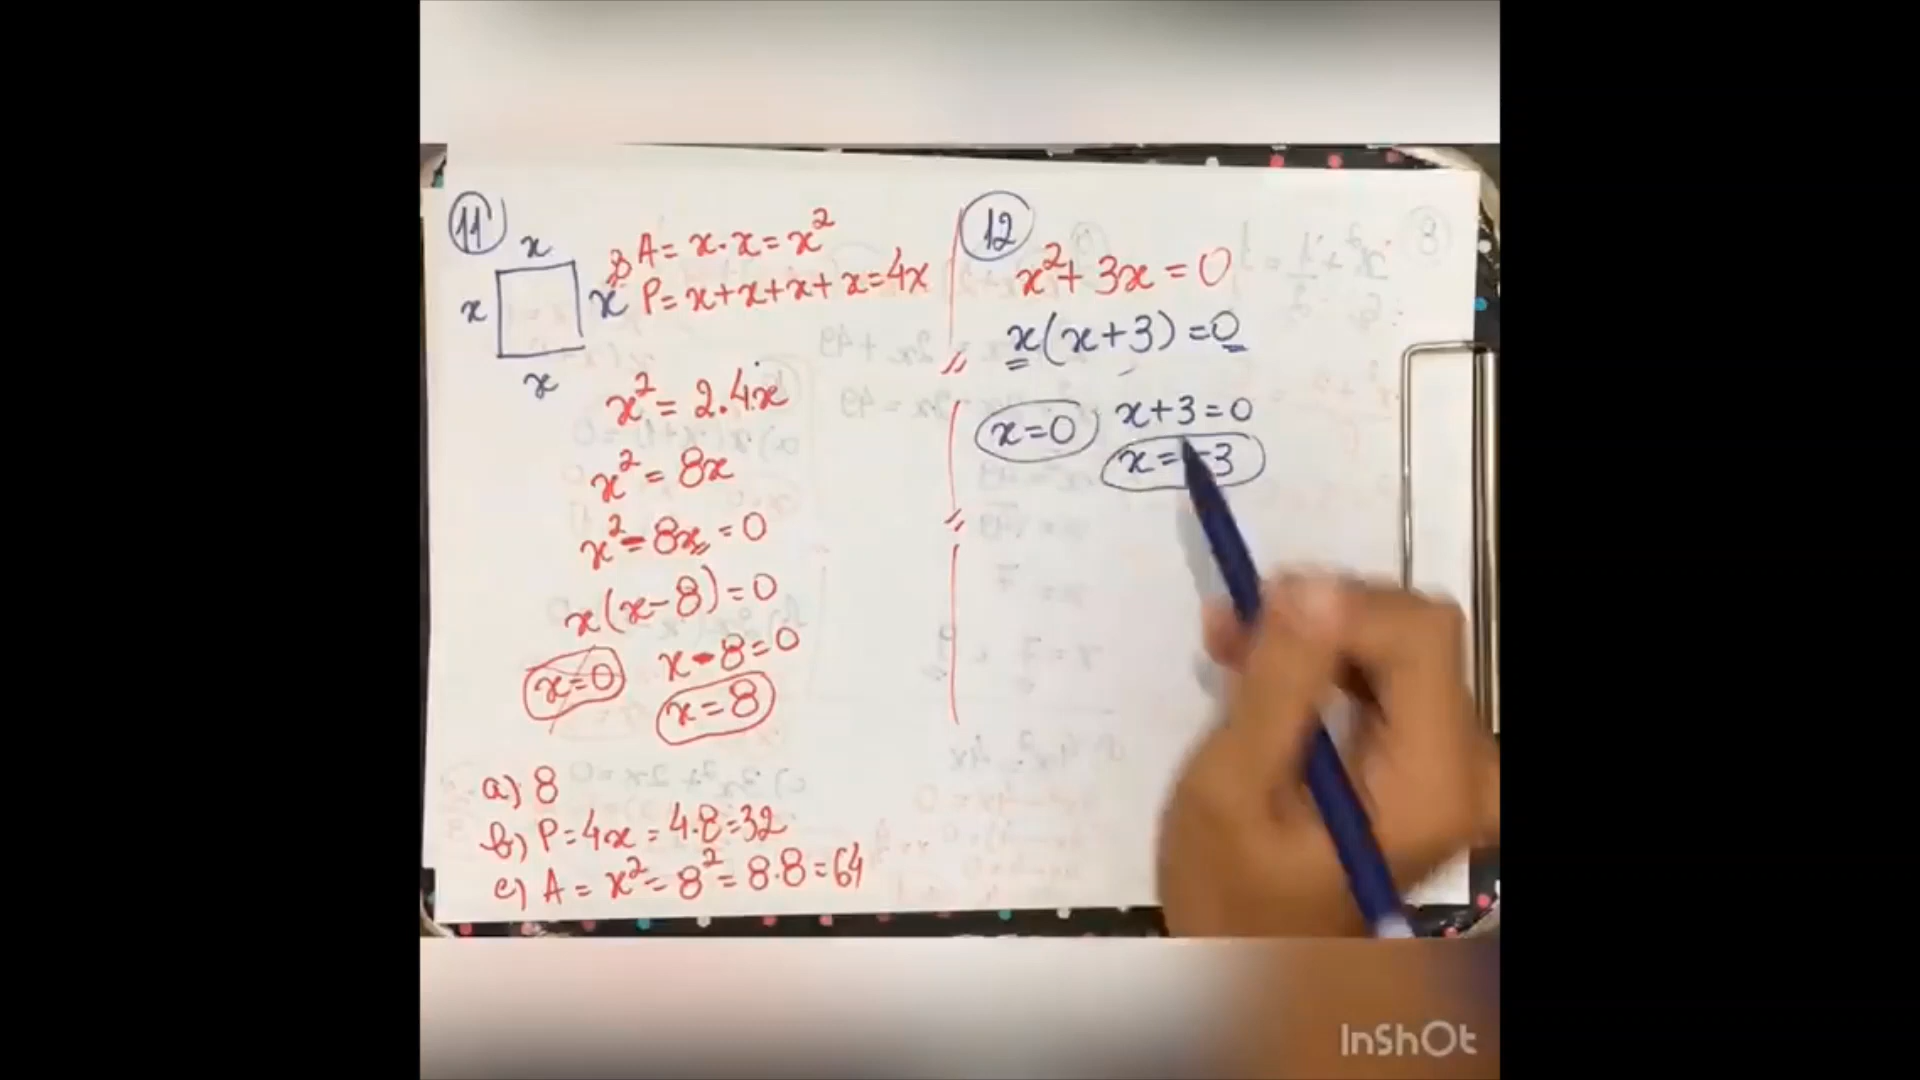 11
x
x
x
x
A = x·x = x²
P = x+x+x+x = 4x
x² = 2.4x
x² = 8x
x² - 8x = 0
x(x-8) = 0
x=0 x-8=0
x=8
a) 8
b) P = 4x = 4.8 = 32
c) A = x² = 8² = 8.8 = 64
12
x² + 3x = 0
x(x+3) = 0
x=0 x+3=0
x=-3
InShOt